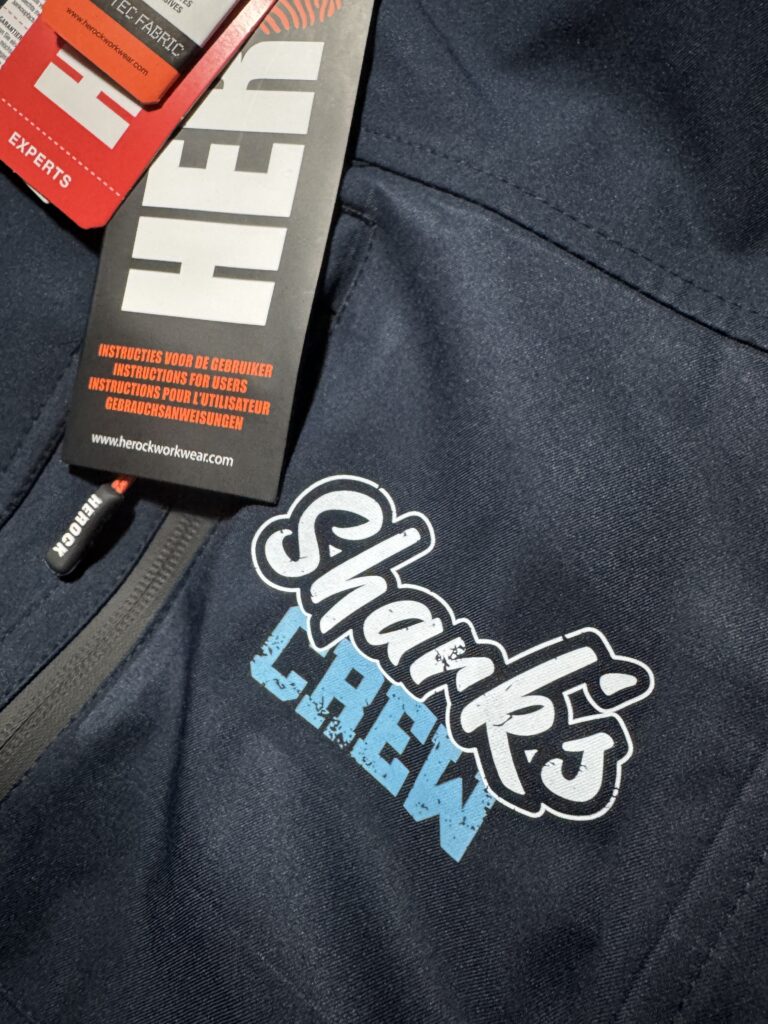 TEC FABRIC
www.herockworkwear.com
H
EXPERTS
HER
INSTRUCTIES VOOR DE GEBRUIKER
INSTRUCTIONS FOR USERS
INSTRUCTIONS POUR L'UTILISATEUR
GEBRAUCHSANWEISUNGEN
www.herockworkwear.com
HEROCK
Shark's
CREW